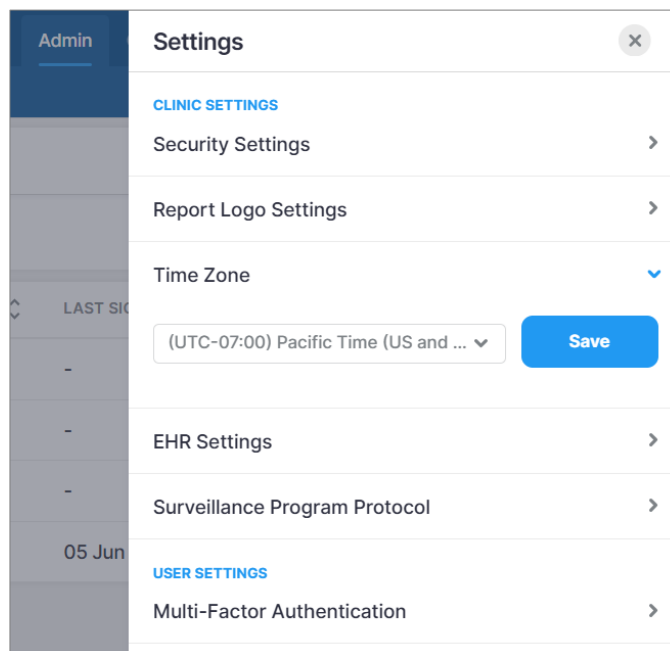 Admin
Settings
CLINIC SETTINGS
Security Settings
Report Logo Settings
Time Zone
LAST SIG
(UTC-07:00) Pacific Time (US and ...
Save
-
-
EHR Settings
-
Surveillance Program Protocol
05 Jun
USER SETTINGS
Multi-Factor Authentication